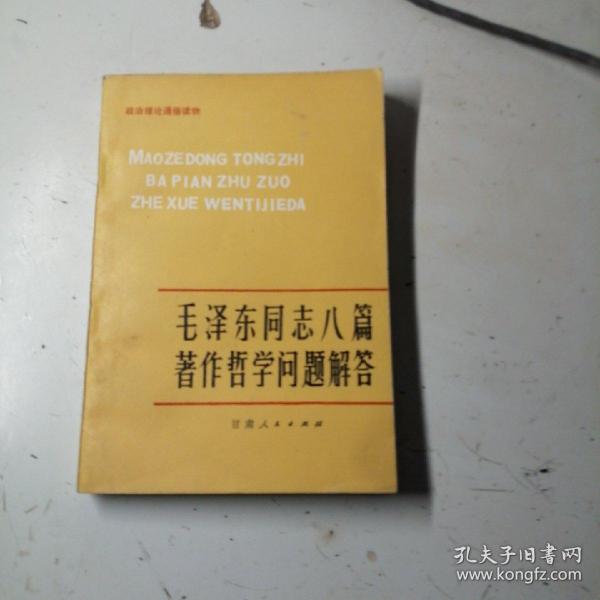 政治理论通俗读物
MAOZEDONG TONGZHI
BA PIAN ZHU ZUO
ZHE XUE WENTIJIEDA
毛泽东同志八篇
著作哲学问题解答
甘肃人民出版社
孔夫子旧书网
www.kongfz.com